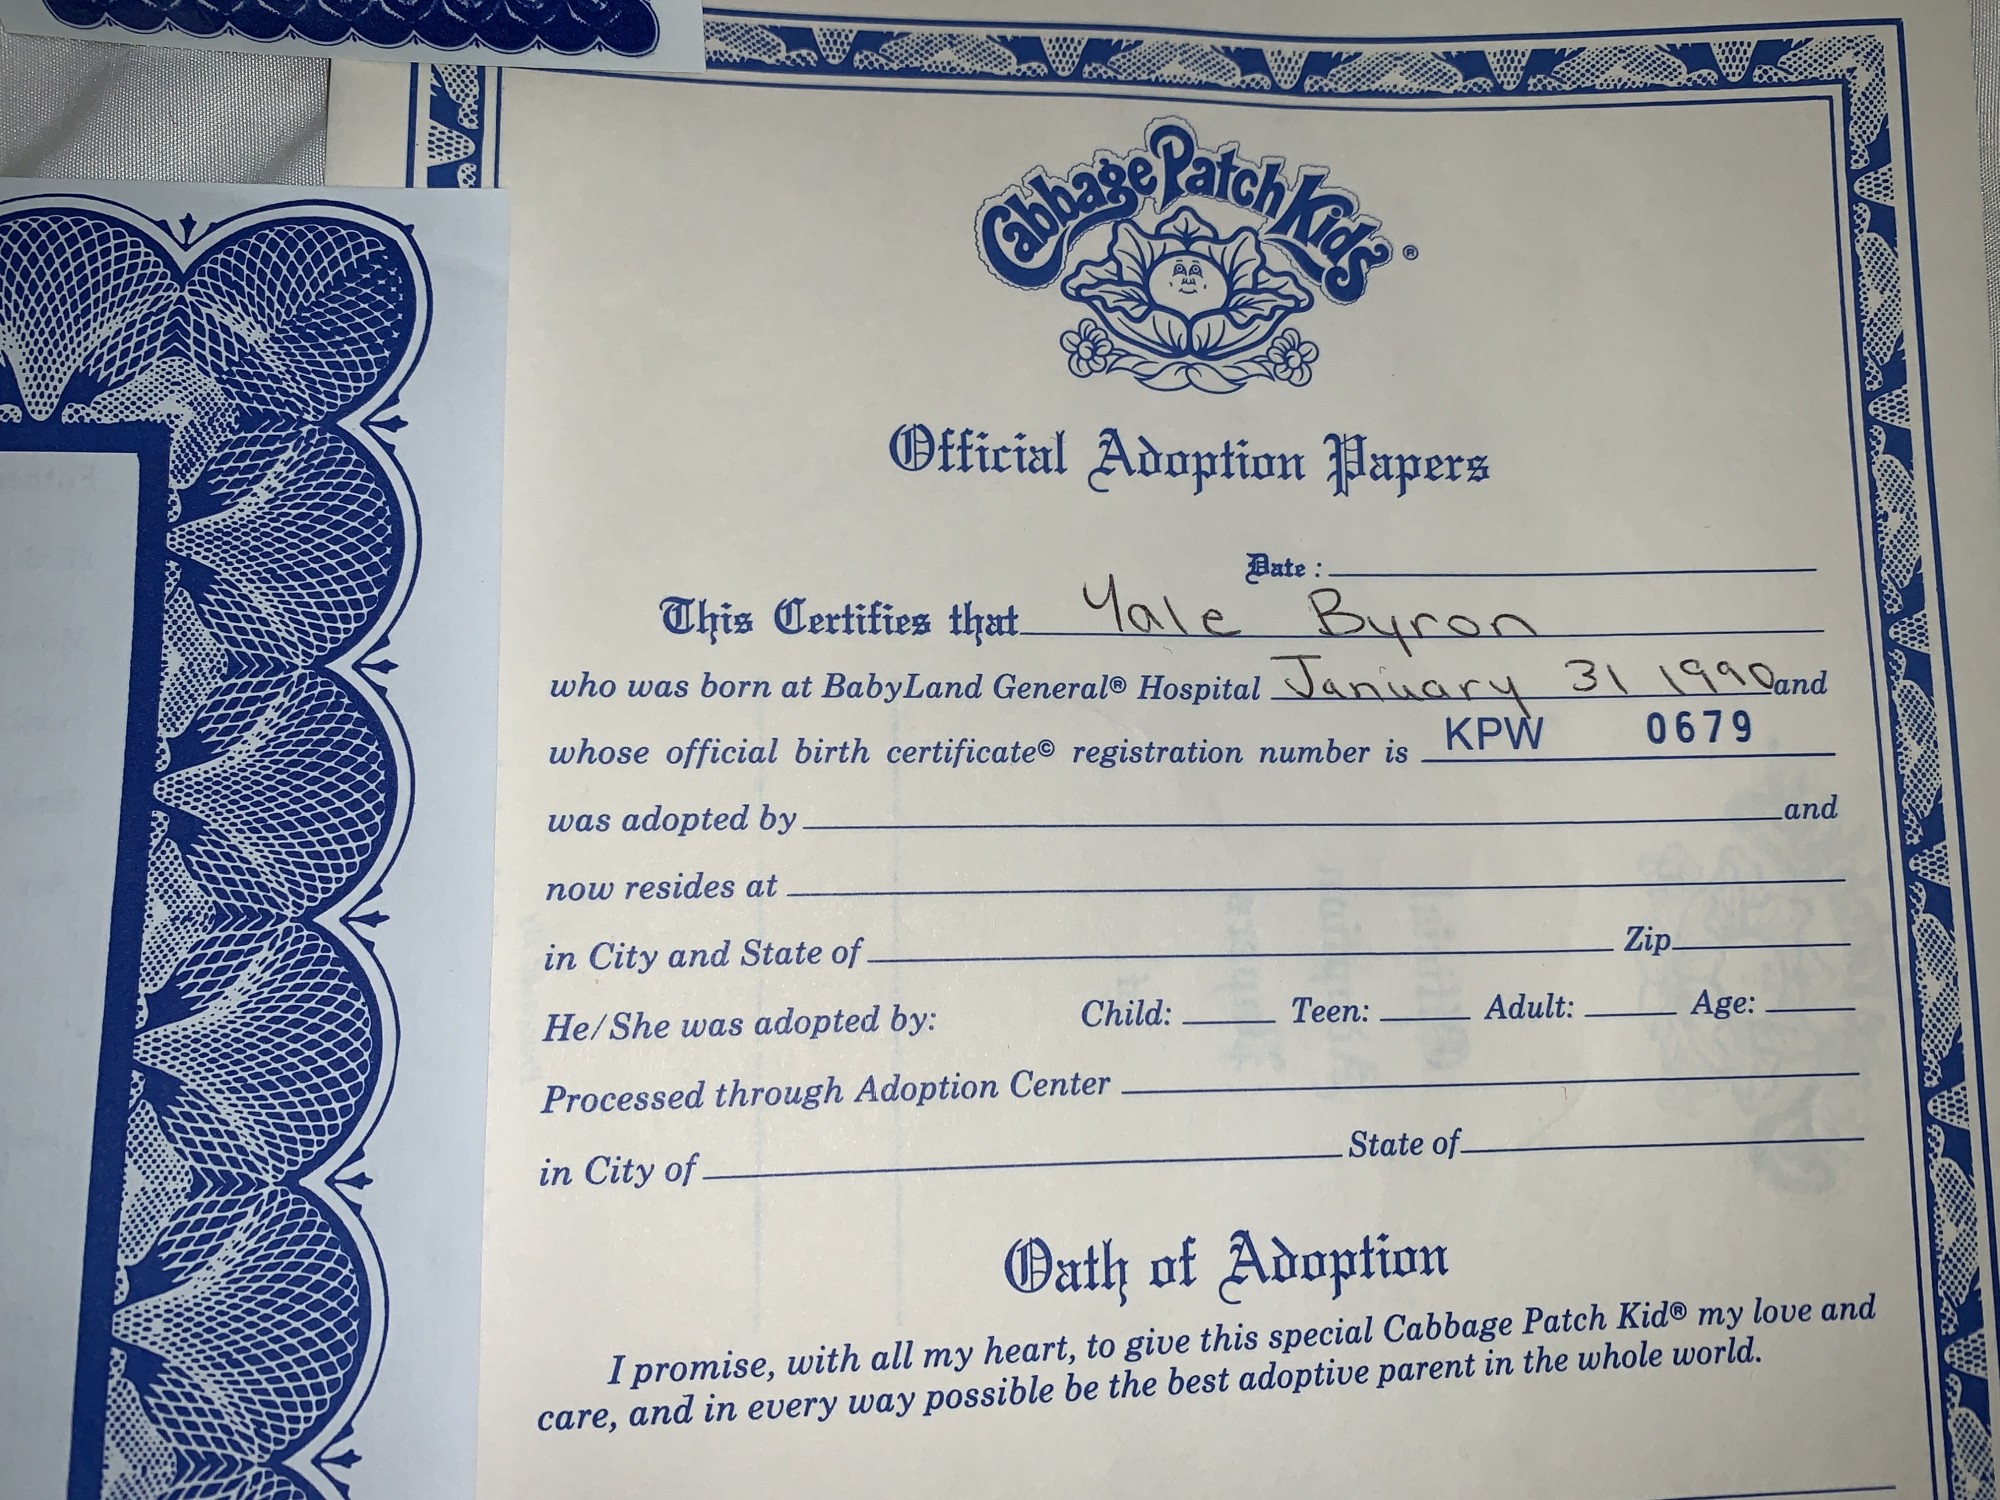 Cabbage Patch Kids®
Official Adoption Papers
Date :
This Certifies that Yale Byron
who was born at BabyLand General® Hospital January 31 1990 and
whose official birth certificate© registration number is KPW 0679
was adopted by and
now resides at
in City and State of Zip
He/She was adopted by: Child: Teen: Adult: Age:
Processed through Adoption Center
in City of State of
Oath of Adoption
I promise, with all my heart, to give this special Cabbage Patch Kid® my love and
care, and in every way possible be the best adoptive parent in the whole world.